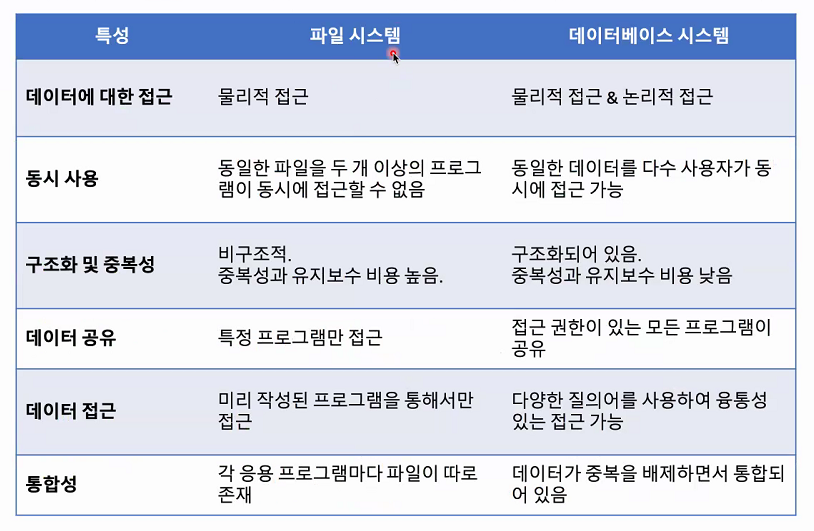 특성 파일 시스템 데이터베이스 시스템
데이터에 대한 접근 물리적 접근 물리적 접근 & 논리적 접근
동시 사용
동일한 파일을 두 개 이상의 프로그
램이 동시에 접근할 수 없음
동일한 데이터를 다수 사용자가 동
시에 접근 가능
구조화 및 중복성
비구조적.
중복성과 유지보수 비용 높음.
구조화되어 있음.
중복성과 유지보수 비용 낮음
데이터 공유
특정 프로그램만 접근
접근 권한이 있는 모든 프로그램이
공유
데이터 접근
미리 작성된 프로그램을 통해서만
접근
다양한 질의어를 사용하여 융통성
있는 접근 가능
통합성
각 응용 프로그램마다 파일이 따로
존재
데이터가 중복을 배제하면서 통합되
어 있음